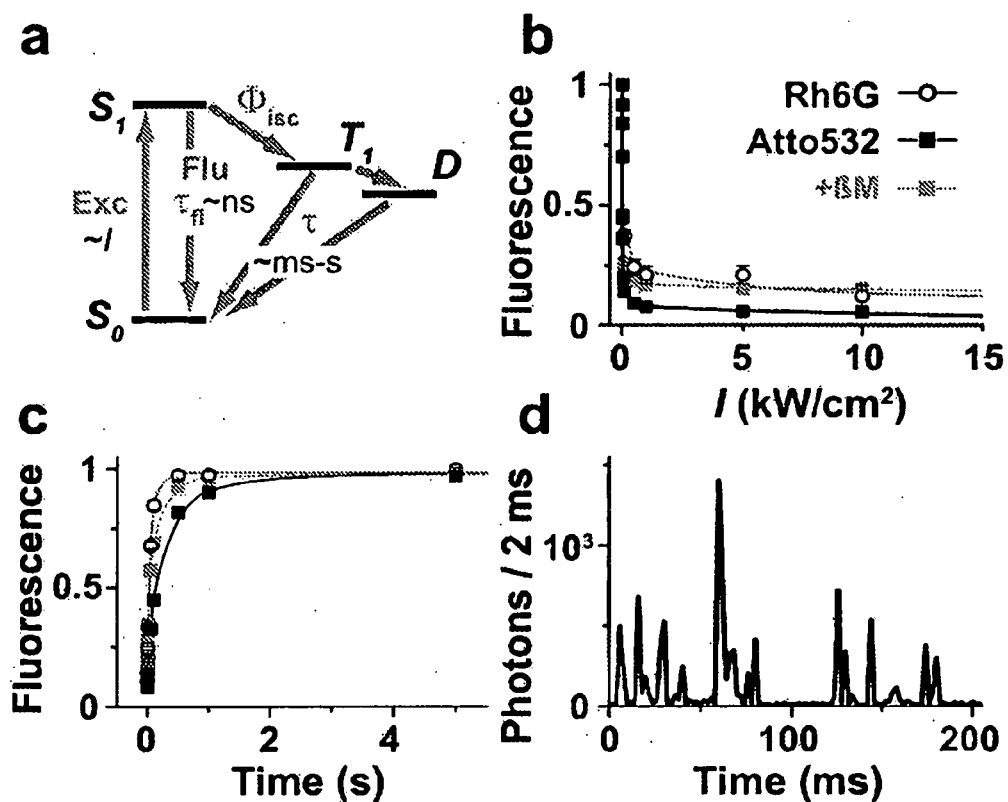 a
S1
Φisc
T1
D
Flu
Exc
~I
τfl~ns
τ
~ms-s
S0
b
Fluorescence
1
0.5
0
Rh6G
Atto532
+ßM
0 5 10 15
I (kW/cm²)
c
Fluorescence
1
0.5
0
0 2 4
Time (s)
d
Photons / 2 ms
10³
0
0 100 200
Time (ms)